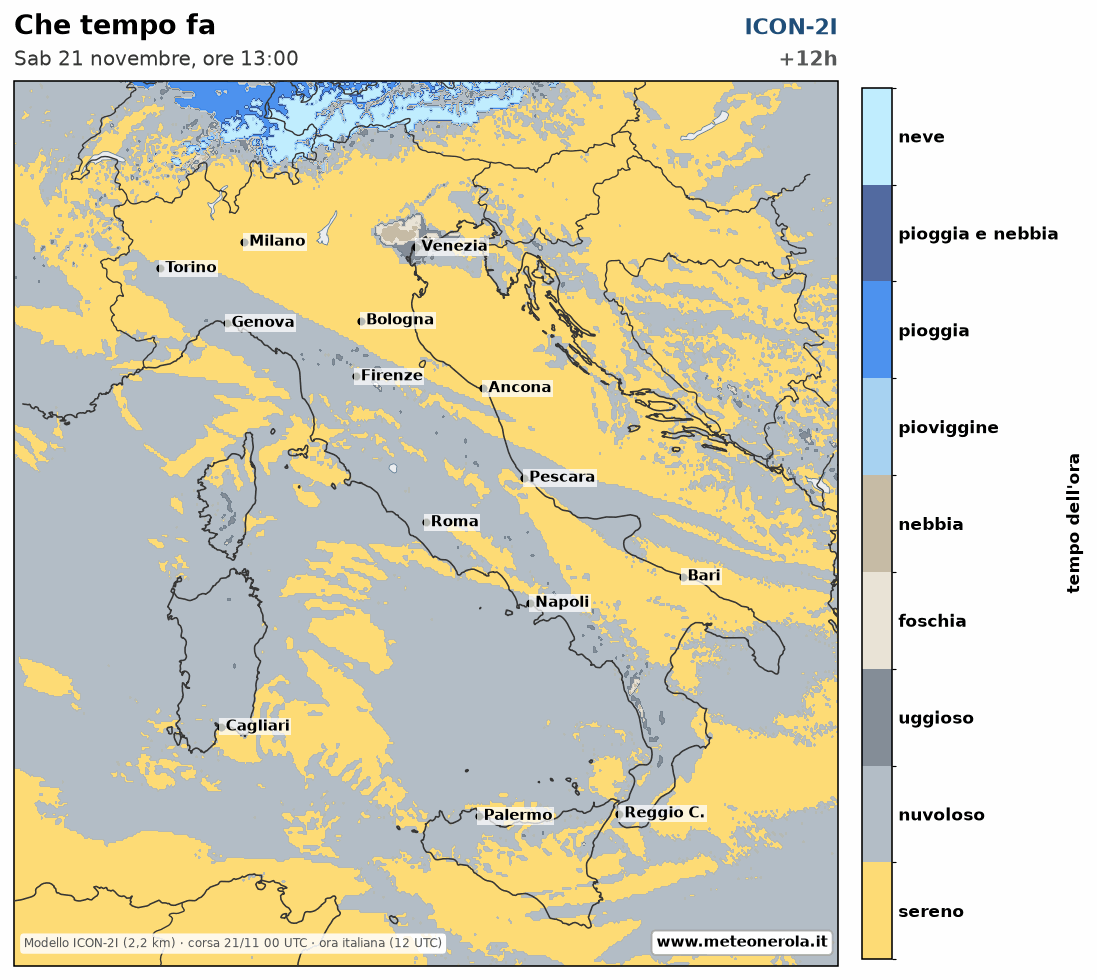 Che tempo fa
ICON-2I
Sab 21 novembre, ore 13:00
+12h
Milano
Venezia
Torino
Genova
Bologna
Firenze
Ancona
Pescara
Roma
Bari
Napoli
Cagliari
Palermo
Reggio C.
neve
pioggia e nebbia
pioggia
pioviggine
nebbia
foschia
uggioso
nuvoloso
sereno
tempo dell'ora
Modello ICON-2I (2,2 km) · corsa 21/11 00 UTC · ora italiana (12 UTC)
www.meteonerola.it